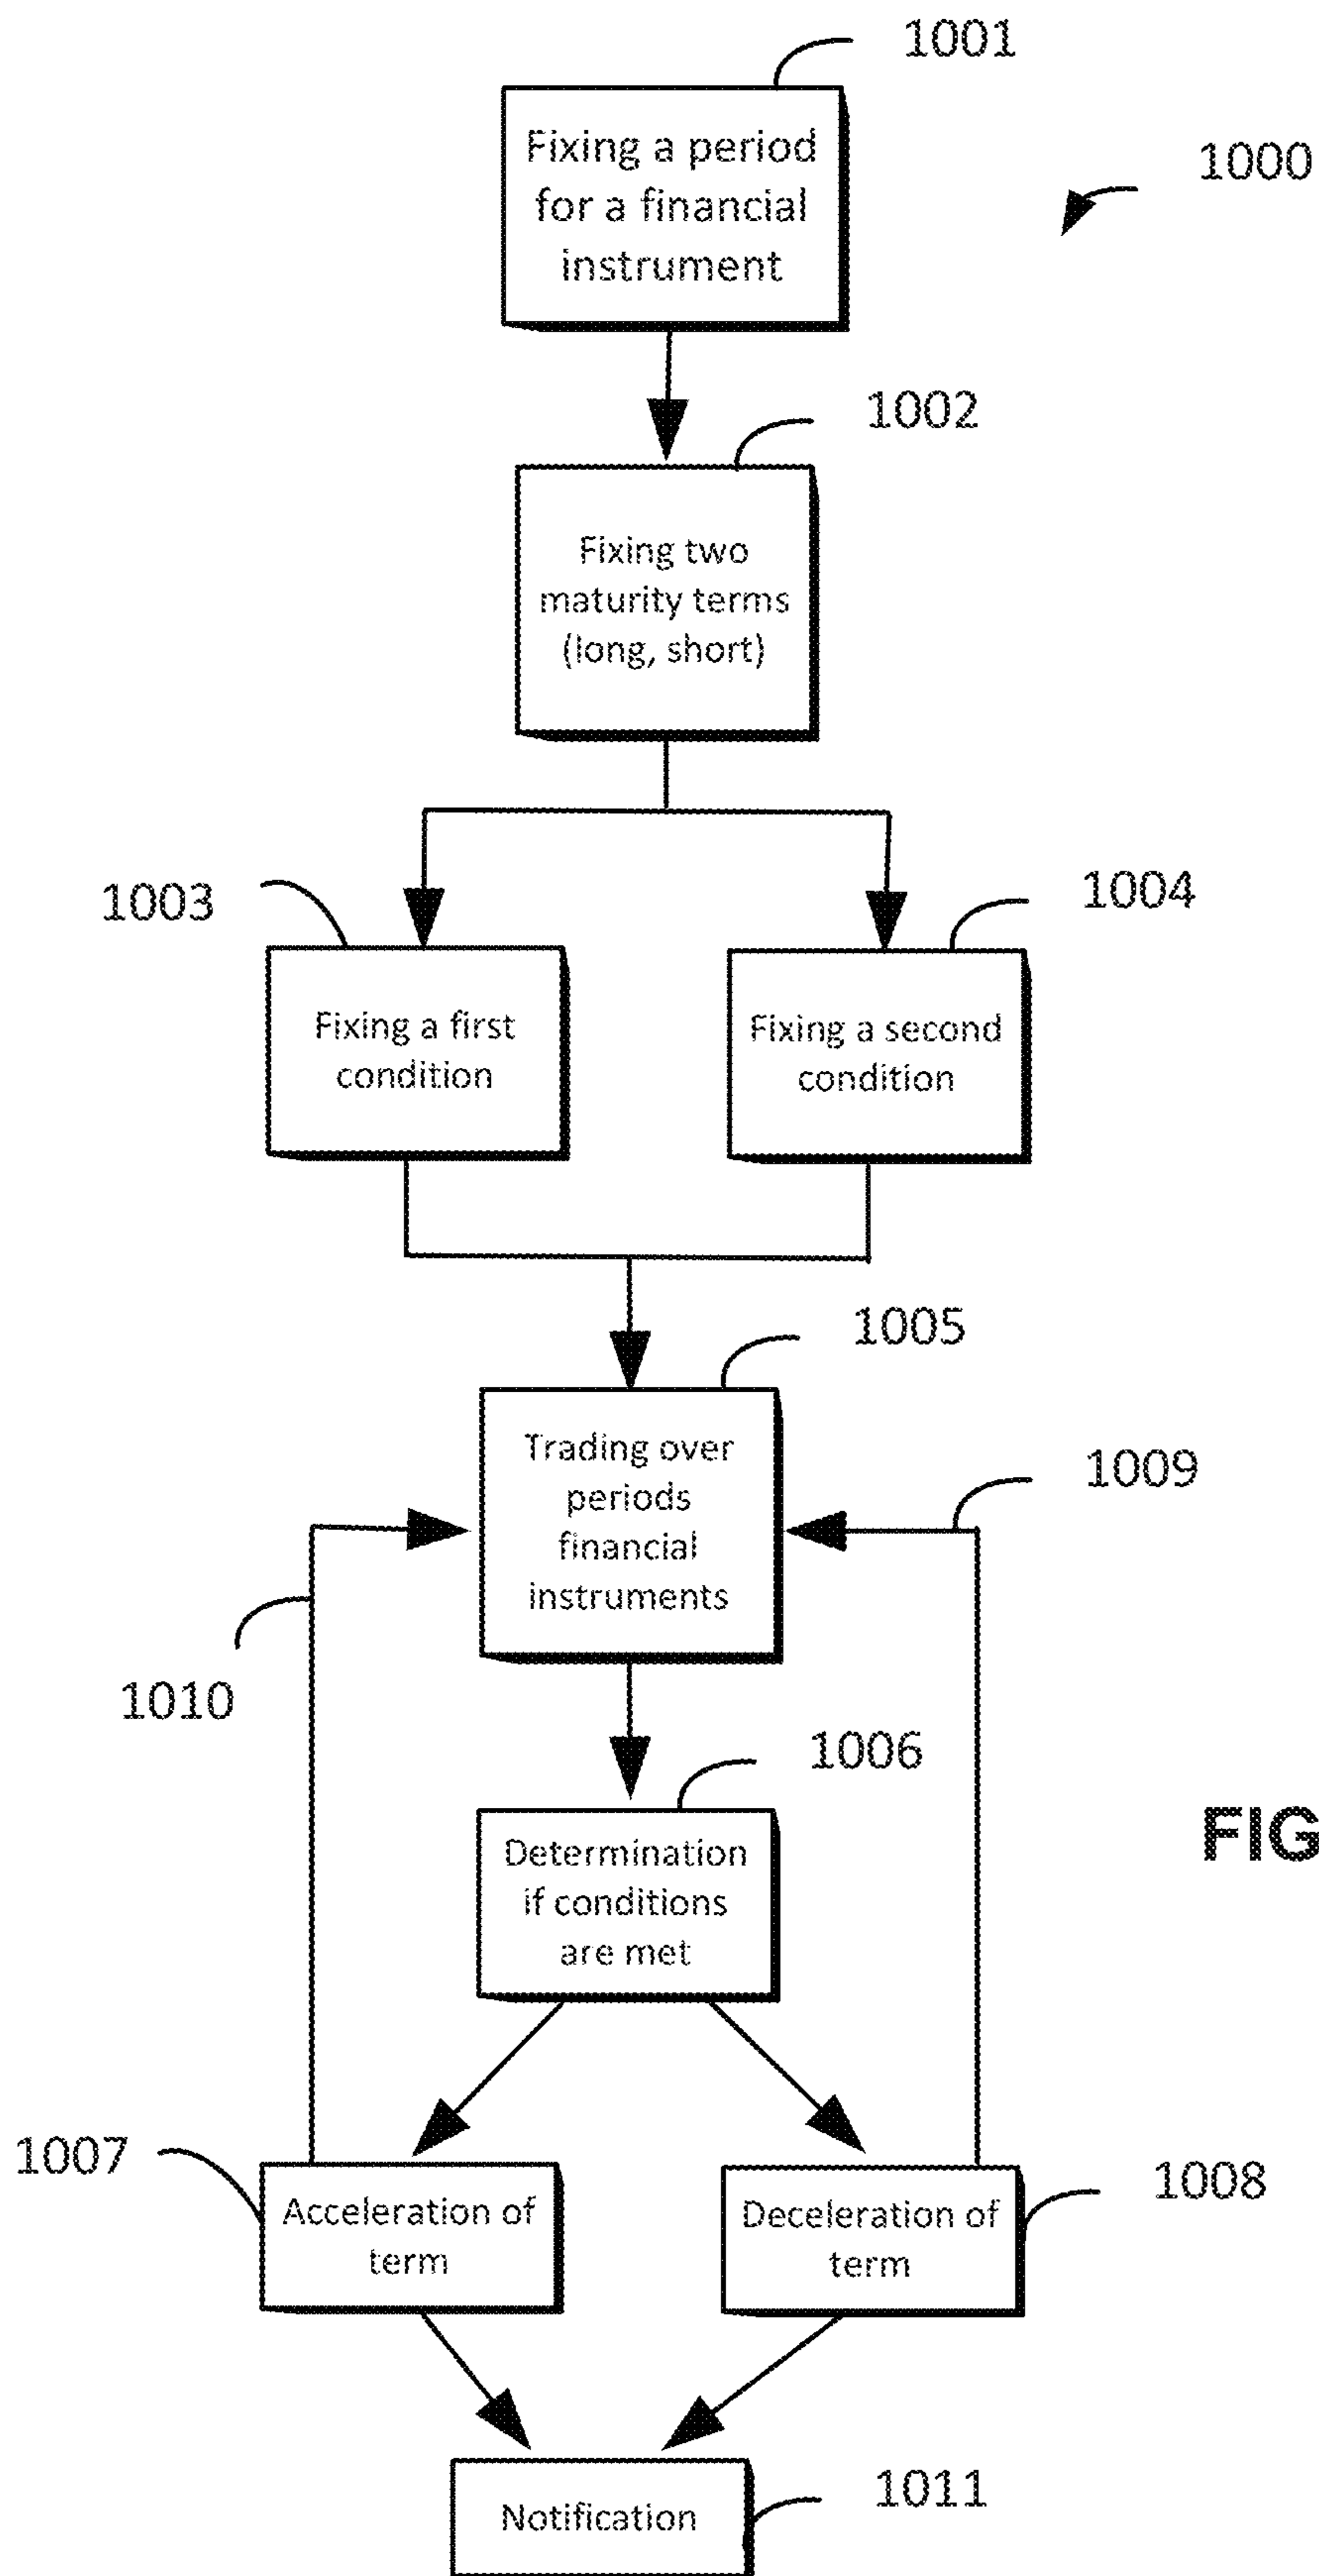 1001
Fixing a period
for a financial
instrument
1000
1002
Fixing two
maturity terms
(long, short)
1003
1004
Fixing a first
condition
Fixing a second
condition
1005
Trading over
periods
financial
instruments
1009
1010
1006
Determination
if conditions
are met
FIG
1007
Acceleration of
term
Deceleration of
term
1008
Notification
1011